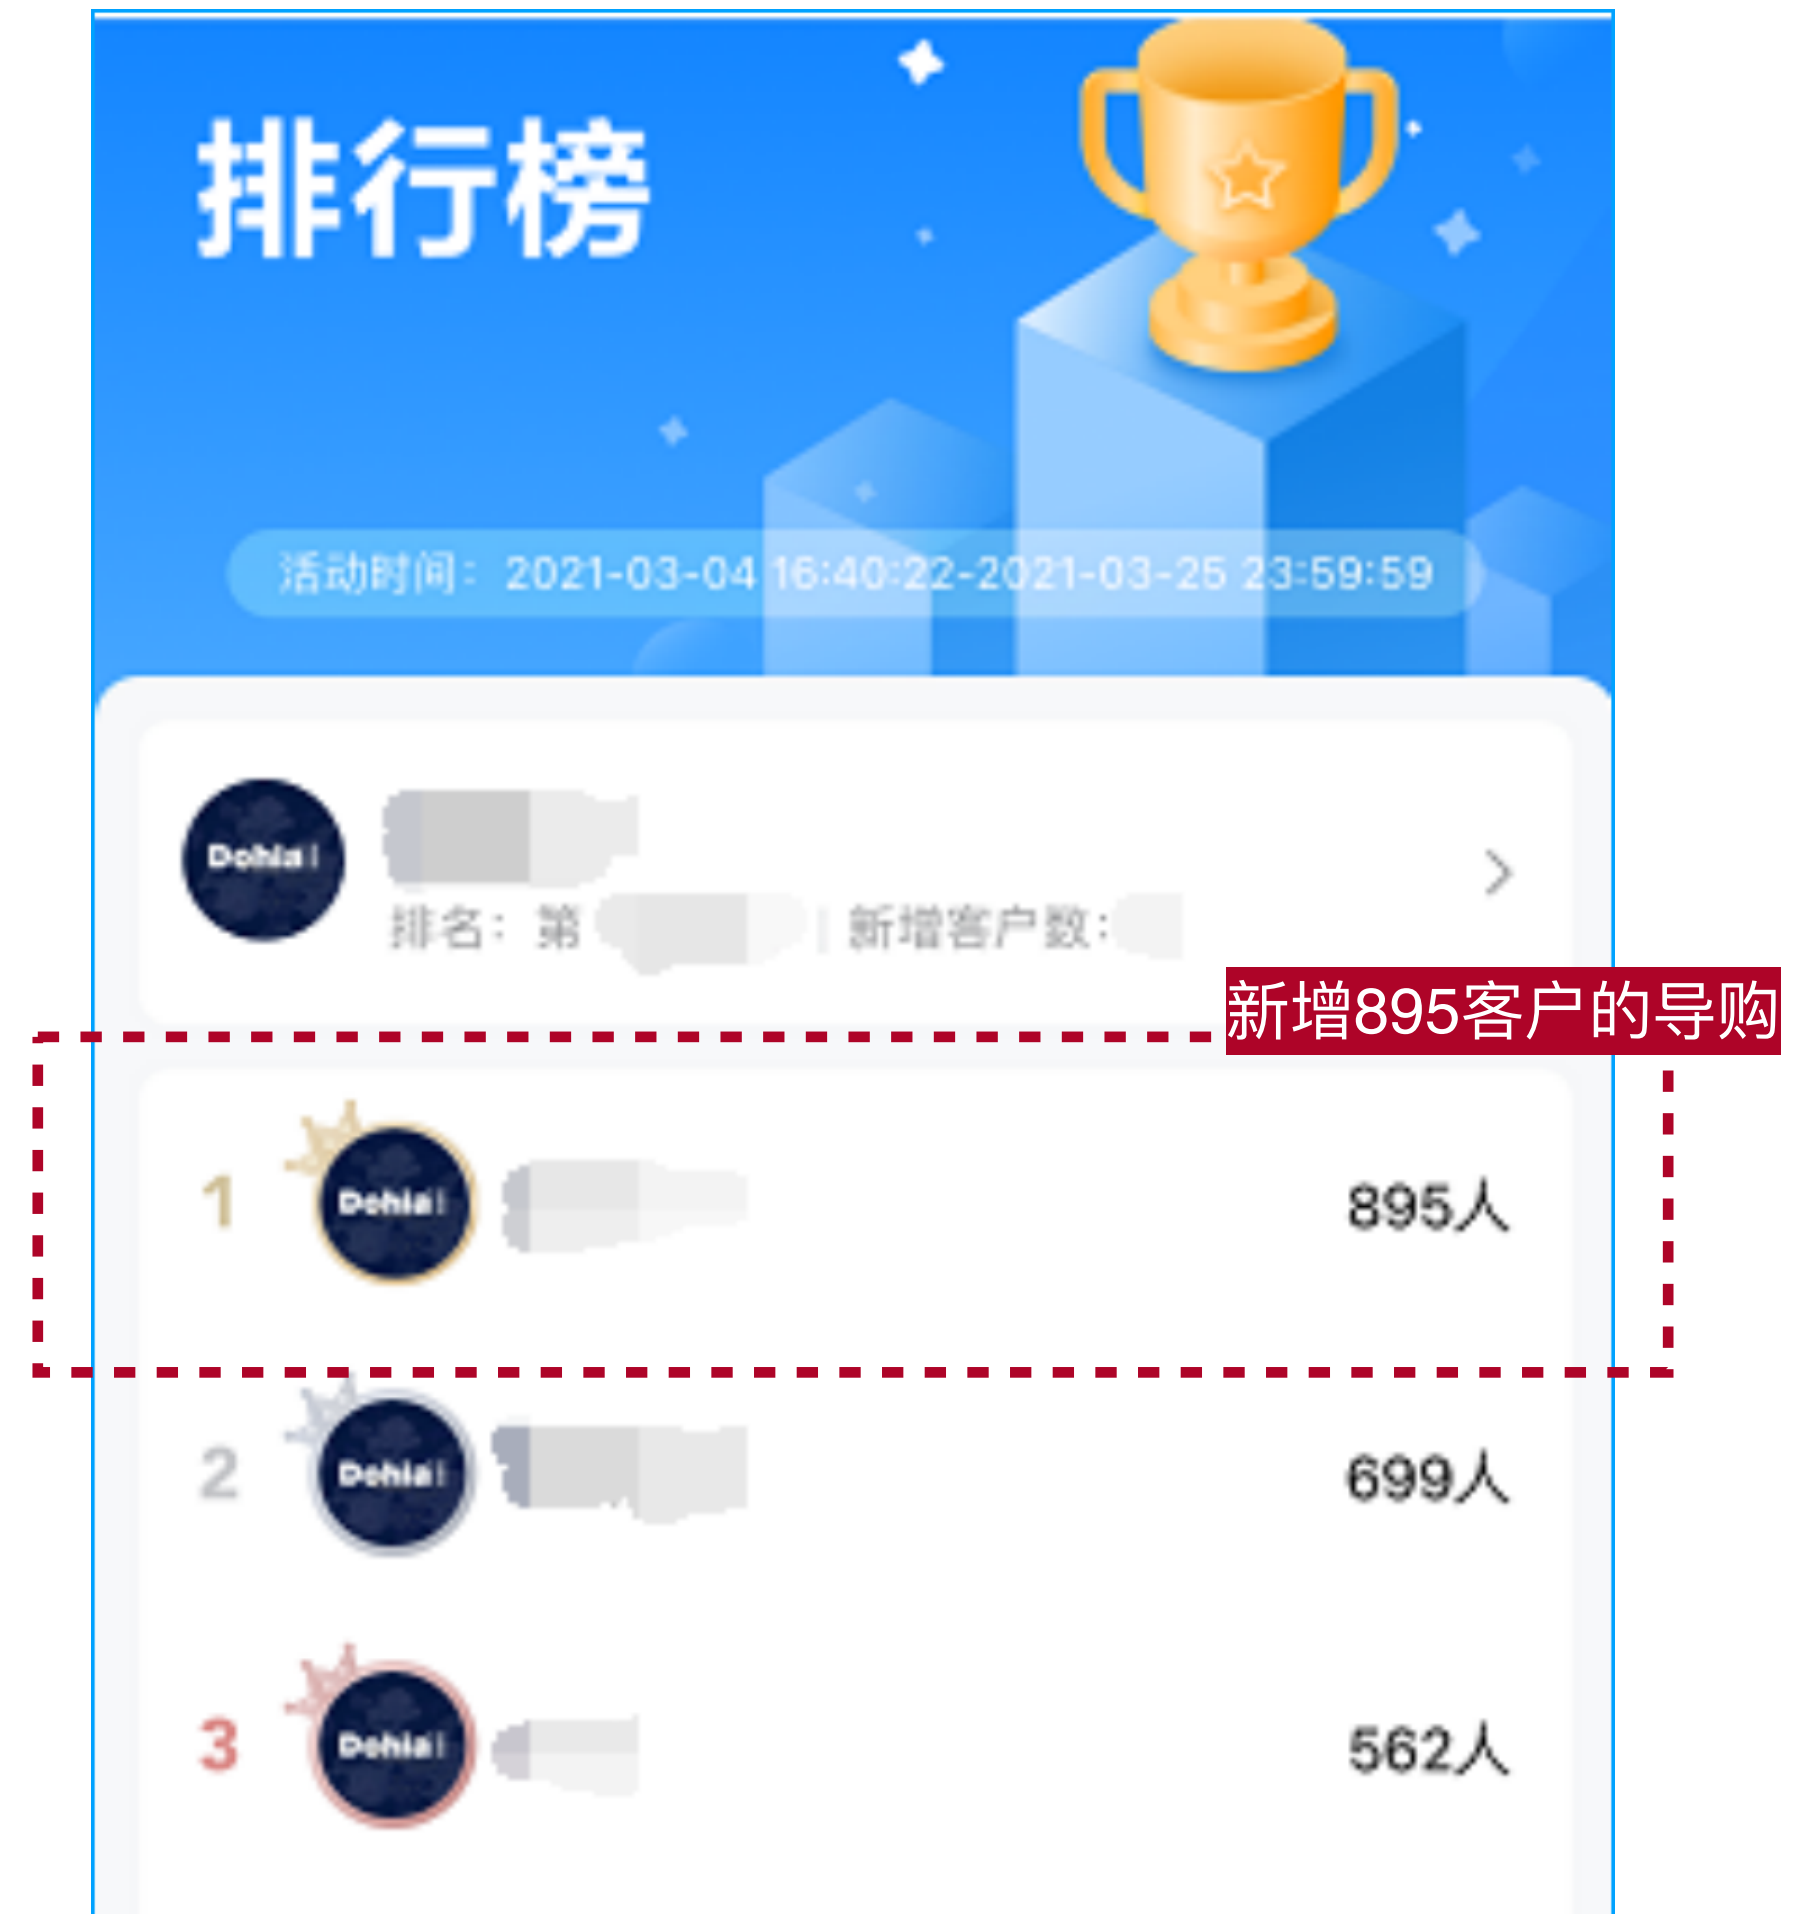 排行榜
活动时间：2021-03-04 16:40:22-2021-03-25 23:59:59
Dohia
排名：第
新增客户数:
新增895客户的导购
1 Dohia 895人
2 Dohia 699人
3 Dohia 562人